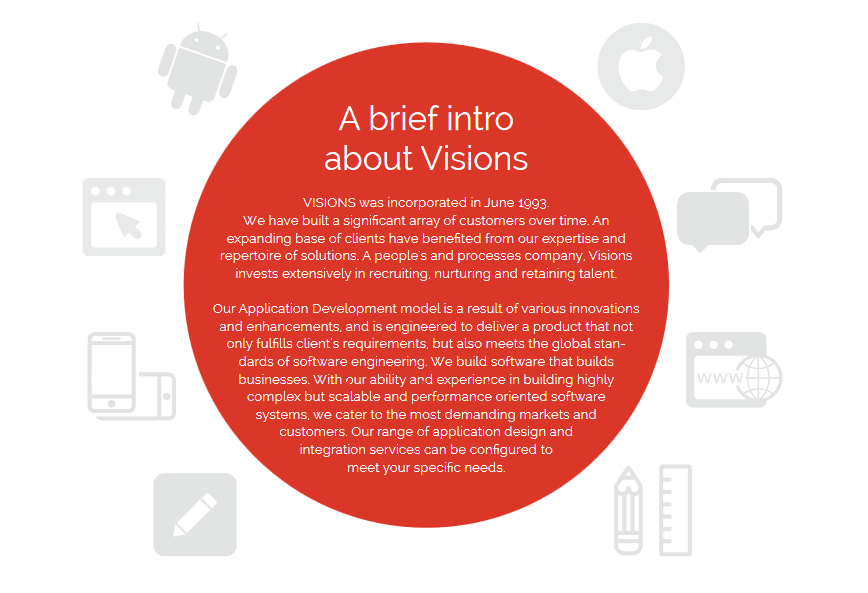 A brief intro
about Visions
VISIONS was incorporated in June 1993.
We have built a significant array of customers over time. An
expanding base of clients have benefited from our expertise and
repertoire of solutions. A people's and processes company, Visions
invests extensively in recruiting, nurturing and retaining talent.
Our Application Development model is a result of various innovations
and enhancements, and is engineered to deliver a product that not
only fulfills client's requirements, but also meets the global stan-
dards of software engineering. We build software that builds
businesses. With our ability and experience in building highly
complex but scalable and performance oriented software
systems, we cater to the most demanding markets and
customers. Our range of application design and
integration services can be configured to
meet your specific needs.
www